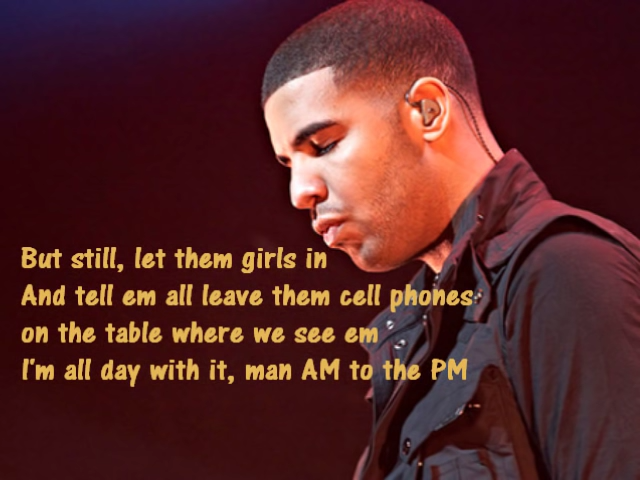 But still, let them girls in
And tell em all leave them cell phones
on the table where we see em
I'm all day with it, man AM to the PM